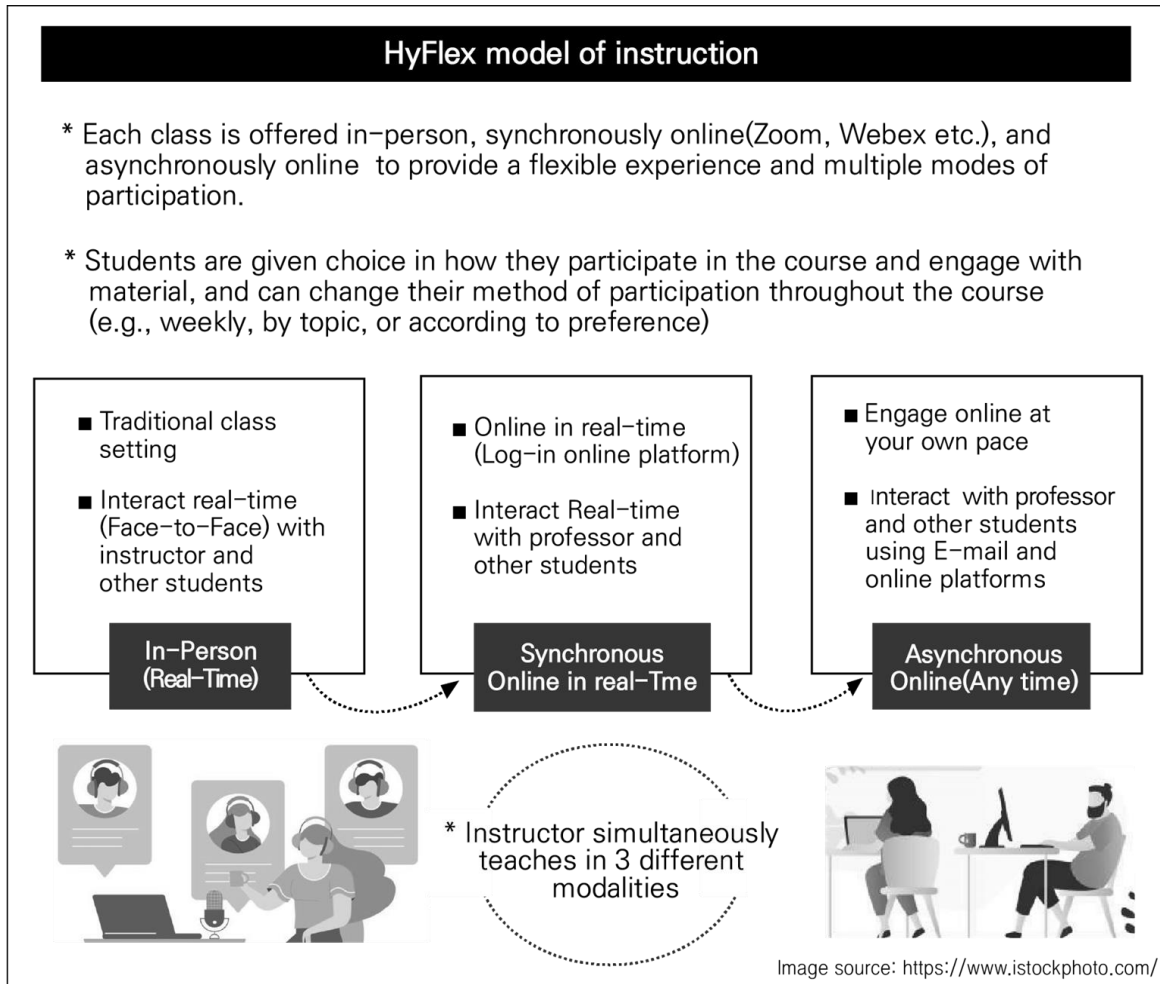 HyFlex model of instruction
* Each class is offered in-person, synchronously online(Zoom, Webex etc.), and
asynchronously online to provide a flexible experience and multiple modes of
participation.
* Students are given choice in how they participate in the course and engage with
material, and can change their method of participation throughout the course
(e.g., weekly, by topic, or according to preference)
■ Traditional class
setting
■ Interact real-time
(Face-to-Face) with
instructor and
other students
In-Person
(Real-Time)
■ Online in real-time
(Log-in online platform)
■ Interact Real-time
with professor and
other students
Synchronous
Online in real-Tme
■ Engage online at
your own pace
■ Interact with professor
and other students
using E-mail and
online platforms
Asynchronous
Online(Any time)
* Instructor simultaneously
teaches in 3 different
modalities
Image source: https://www.istockphoto.com/